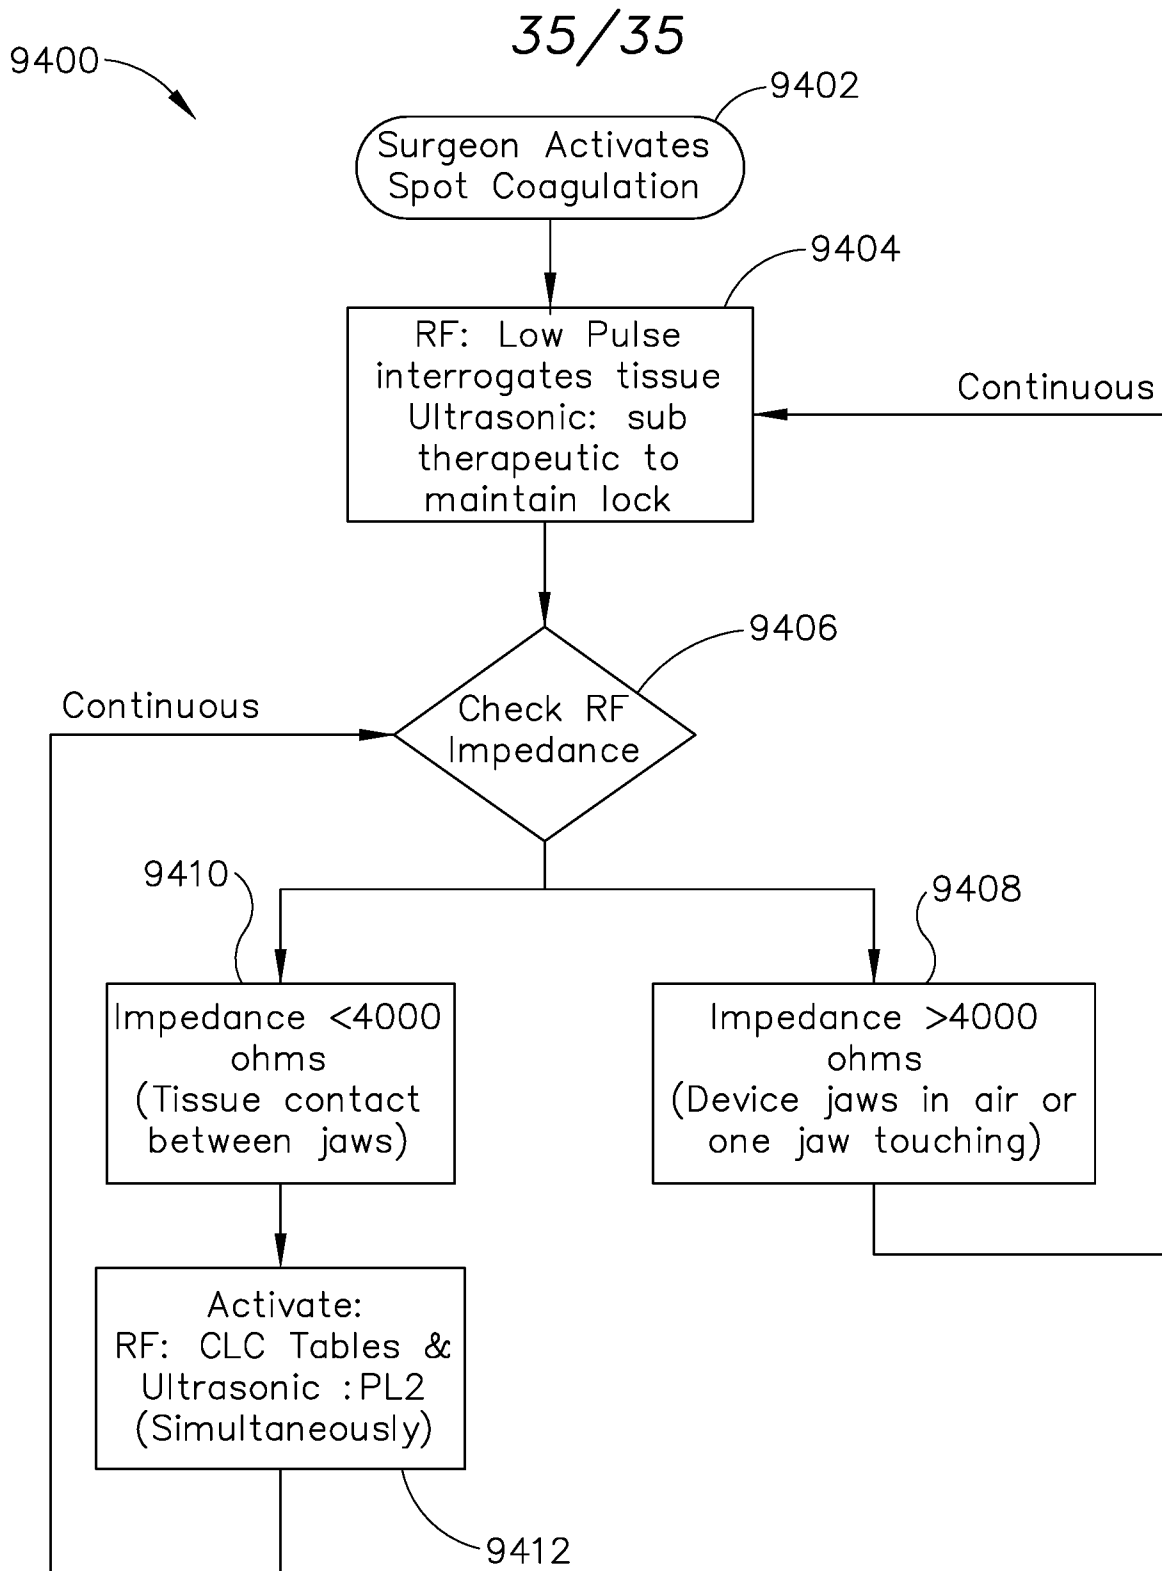 35/35
9400
9402
Surgeon Activates
Spot Coagulation
9404
RF: Low Pulse
interrogates tissue
Ultrasonic: sub
therapeutic to
maintain lock
Continuous
9406
Check RF
Impedance
Continuous
9410
9408
Impedance <4000
ohms
(Tissue contact
between jaws)
Impedance >4000
ohms
(Device jaws in air or
one jaw touching)
Activate:
RF: CLC Tables &
Ultrasonic :PL2
(Simultaneously)
9412